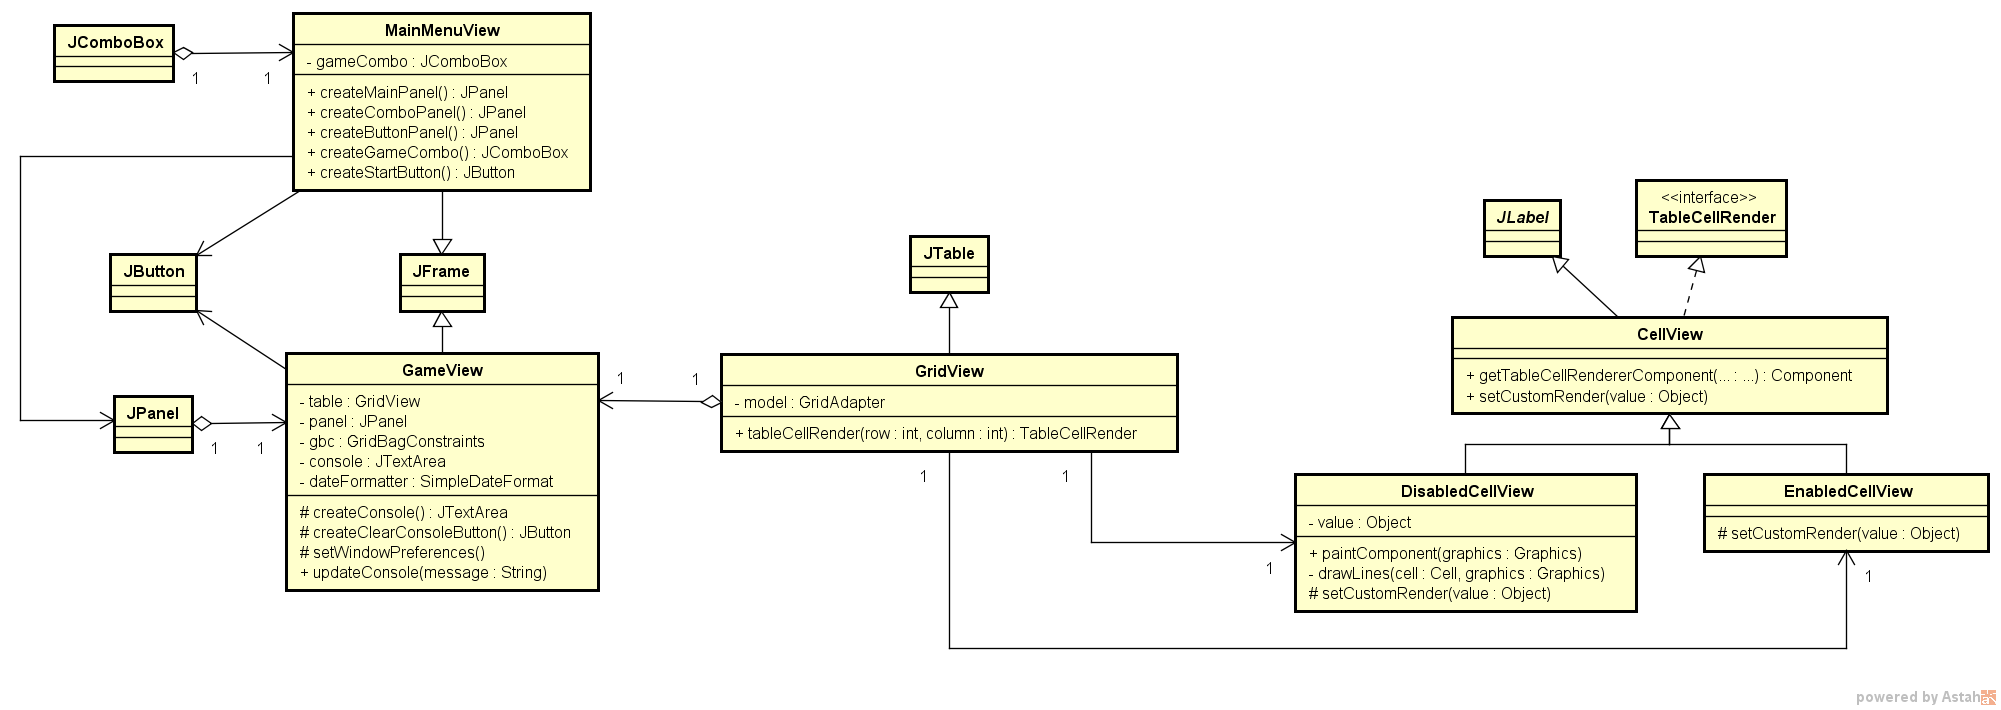 JComboBox
1
1
MainMenuView
- gameCombo : JComboBox
+ createMainPanel() : JPanel
+ createComboPanel() : JPanel
+ createButtonPanel() : JPanel
+ createGameCombo() : JComboBox
+ createStartButton() : JButton
JButton
JFrame
JPanel
1
1
GameView
- table : GridView
- panel : JPanel
- gbc : GridBagConstraints
- console : JTextArea
- dateFormatter : SimpleDateFormat
# createConsole() : JTextArea
# createClearConsoleButton() : JButton
# setWindowPreferences()
+ updateConsole(message : String)
1
1
JTable
GridView
- model : GridAdapter
+ tableCellRender(row : int, column : int) : TableCellRender
1
1
JLabel
<<interface>>
TableCellRender
CellView
+ getTableCellRendererComponent(... : ...) : Component
+ setCustomRender(value : Object)
DisabledCellView
- value : Object
+ paintComponent(graphics : Graphics)
- drawLines(cell : Cell, graphics : Graphics)
# setCustomRender(value : Object)
1
EnabledCellView
# setCustomRender(value : Object)
1
powered by Astah